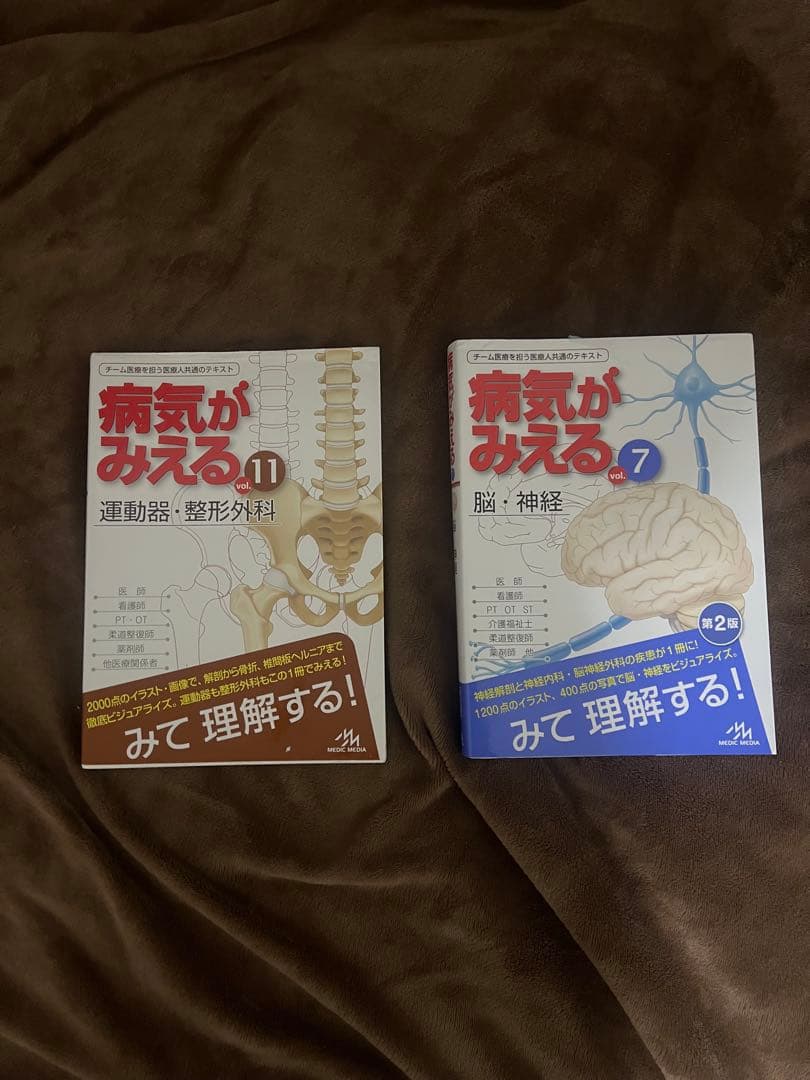 チーム医療を担う医療人共通のテキスト
病気が
みえる
vol. 11
運動器・整形外科
医師
看護師
PT・OT
柔道整復師
薬剤師
他医療関係者
2000点のイラスト・画像で、解剖から骨折、椎間板ヘルニアまで
徹底ビジュアライズ。運動器も整形外科もこの1冊でみえる!
みて 理解する!
MEDIC MEDIA
チーム医療を担う医療人共通のテキスト
病気が
みえる
vol. 7
脳・神経
医師
看護師
PT OT ST
介護福祉士
柔道整復師
薬剤師 他
第2版
神経解剖と神経内科・脳神経外科の疾患が1冊に!
1200点のイラスト、400点の写真で脳・神経をビジュアライズ。
みて 理解する!
MEDIC MEDIA